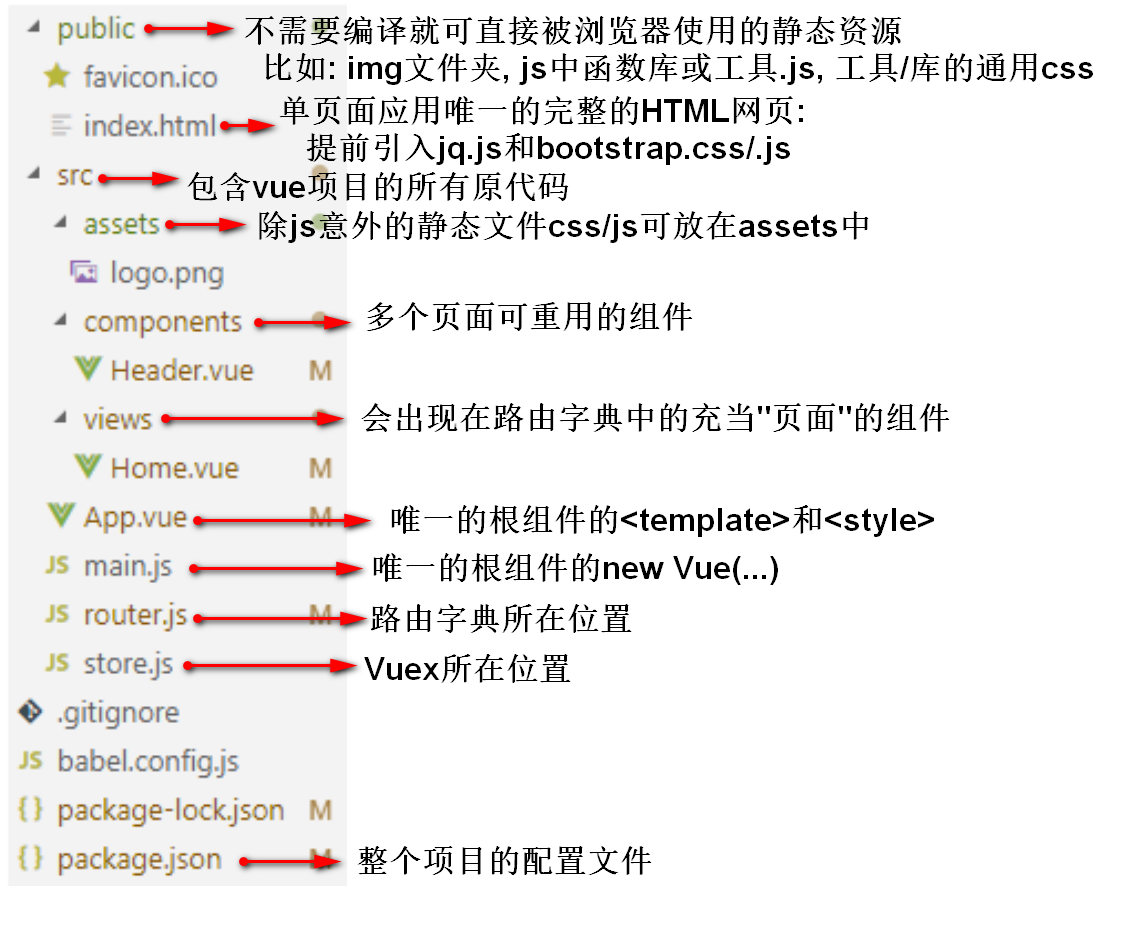 public 不需要编译就可直接被浏览器使用的静态资源
favicon.ico 比如: img文件夹, js中函数库或工具.js, 工具/库的通用css
index.html 单页面应用唯一的完整的HTML网页:
提前引入jq.js和bootstrap.css/.js
src 包含vue项目的所有原代码
assets 除js意外的静态文件css/js可放在assets中
logo.png
components 多个页面可重用的组件
Header.vue M
views 会出现在路由字典中的充当"页面"的组件
Home.vue M
App.vue M 唯一的根组件的<template>和<style>
JS main.js 唯一的根组件的new Vue(...)
JS router.js M 路由字典所在位置
JS store.js Vuex所在位置
.gitignore
JS babel.config.js
{} package-lock.json M
{} package.json M 整个项目的配置文件